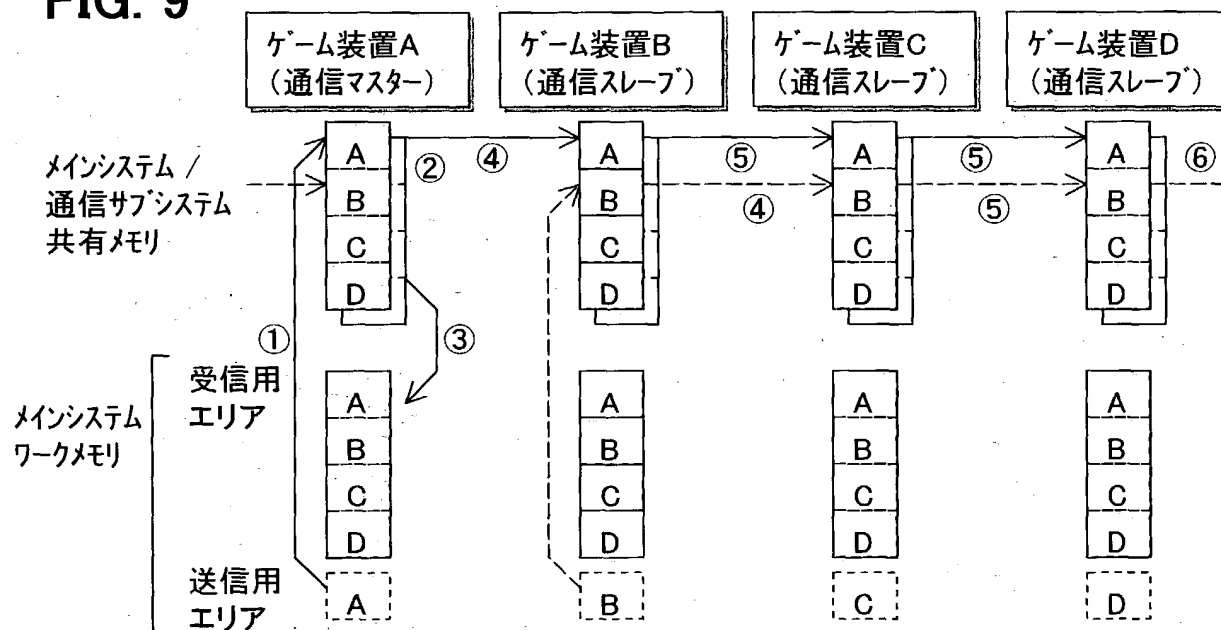 FIG. 9
ゲーム装置A
(通信マスター)
ゲーム装置B
(通信スレーブ)
ゲーム装置C
(通信スレーブ)
ゲーム装置D
(通信スレーブ)
メインシステム /
通信サブシステム
共有メモリ
A
B
C
D
②
④
A
B
C
D
⑤
④
A
B
C
D
⑤
⑤
A
B
C
D
⑥
①
③
メインシステム
ワークメモリ
受信用
エリア
A
B
C
D
A
B
C
D
A
B
C
D
A
B
C
D
送信用
エリア
A
B
C
D